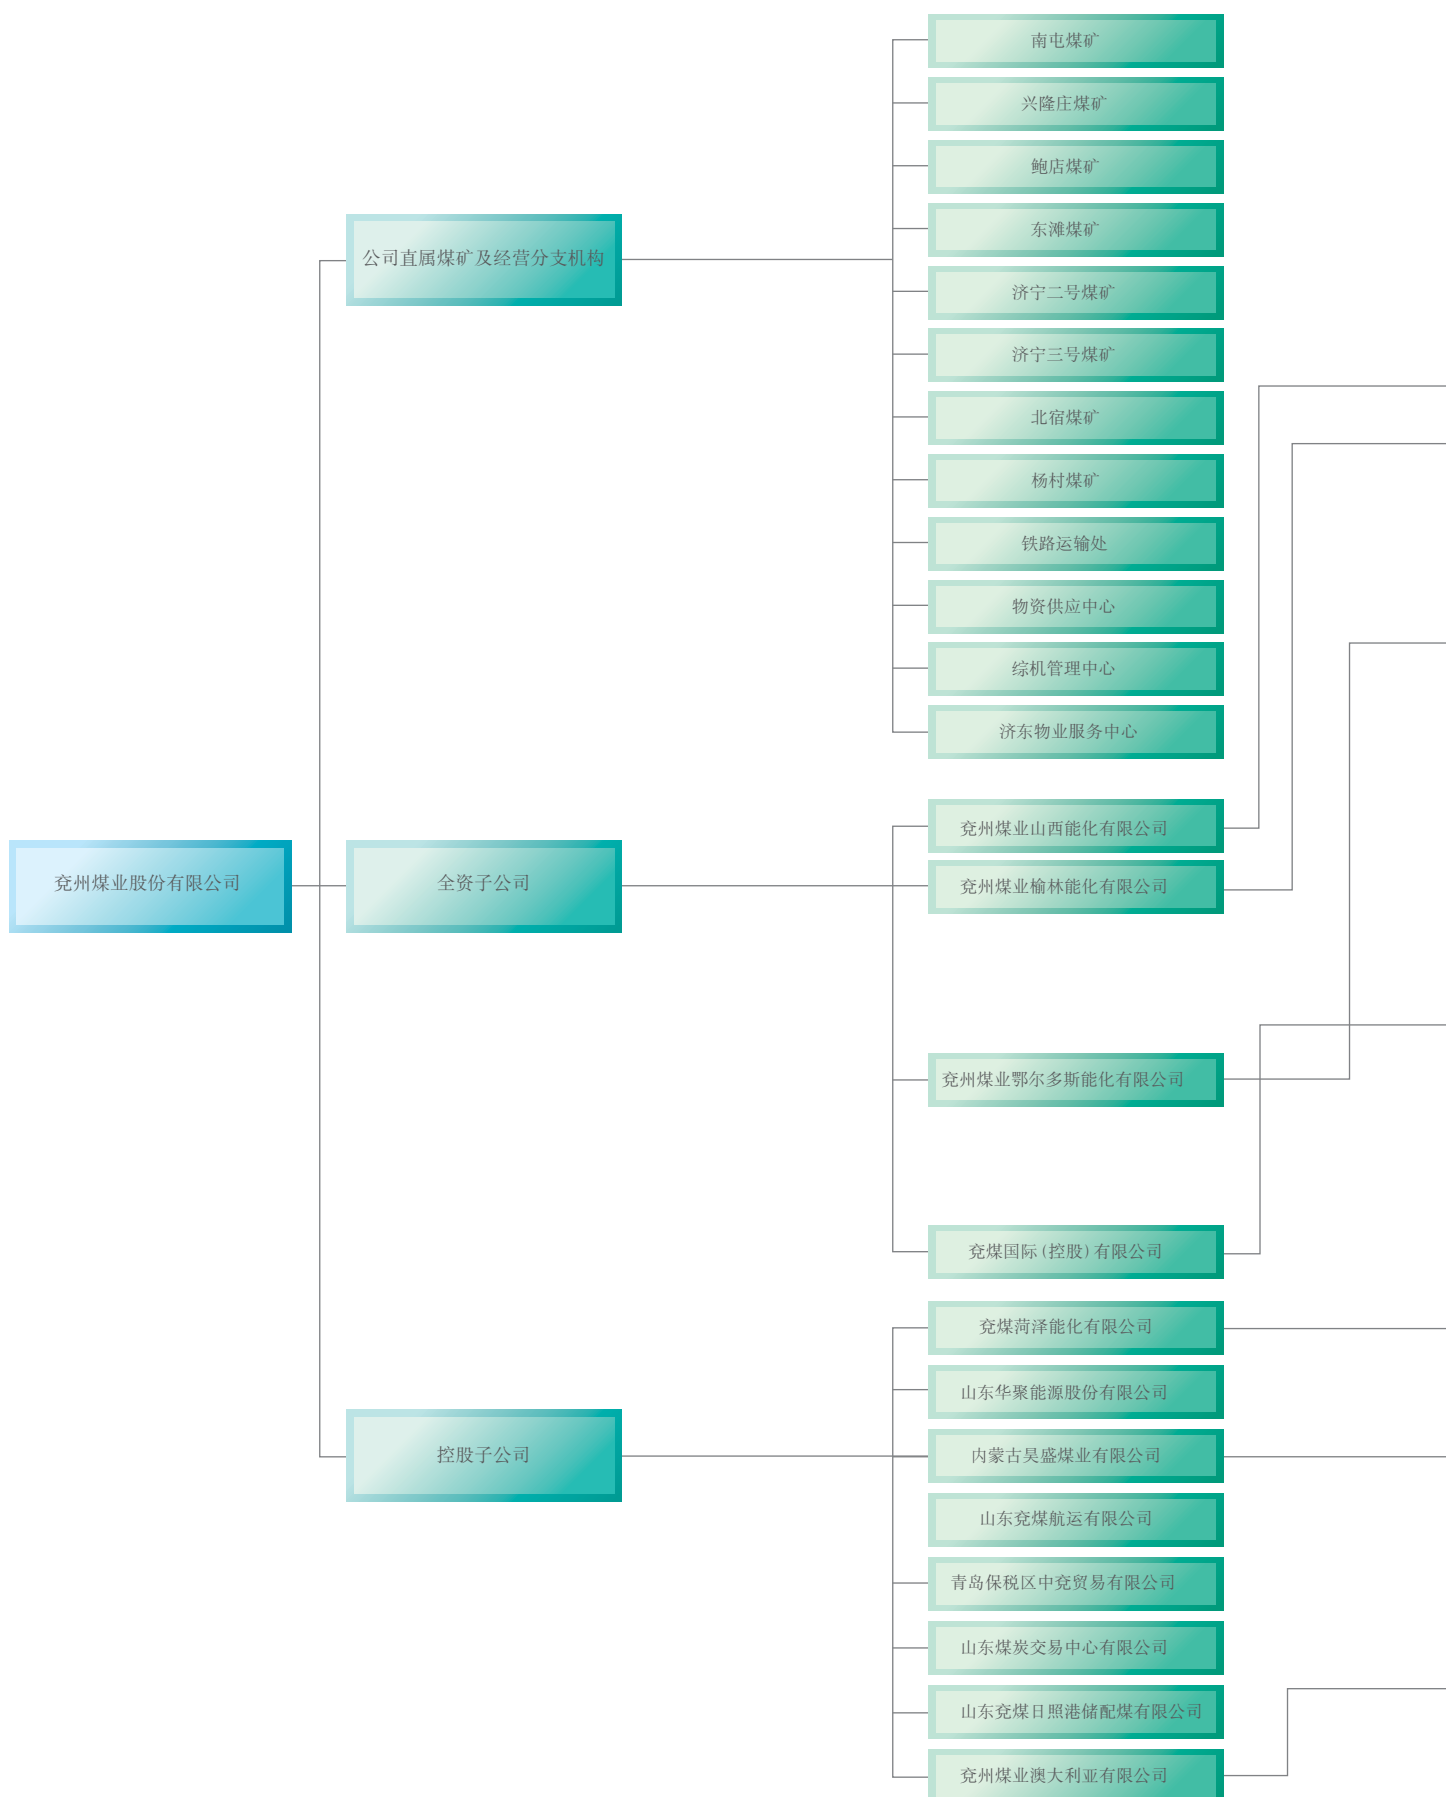 兖州煤业股份有限公司
公司直属煤矿及经营分支机构
南屯煤矿
兴隆庄煤矿
鲍店煤矿
东滩煤矿
济宁二号煤矿
济宁三号煤矿
北宿煤矿
杨村煤矿
铁路运输处
物资供应中心
综机管理中心
济东物业服务中心
全资子公司
兖州煤业山西能化有限公司
兖州煤业榆林能化有限公司
兖州煤业鄂尔多斯能化有限公司
兖煤国际(控股)有限公司
控股子公司
兖煤菏泽能化有限公司
山东华聚能源股份有限公司
内蒙古昊盛煤业有限公司
山东兖煤航运有限公司
青岛保税区中兖贸易有限公司
山东煤炭交易中心有限公司
山东兖煤日照港储配煤有限公司
兖州煤业澳大利亚有限公司